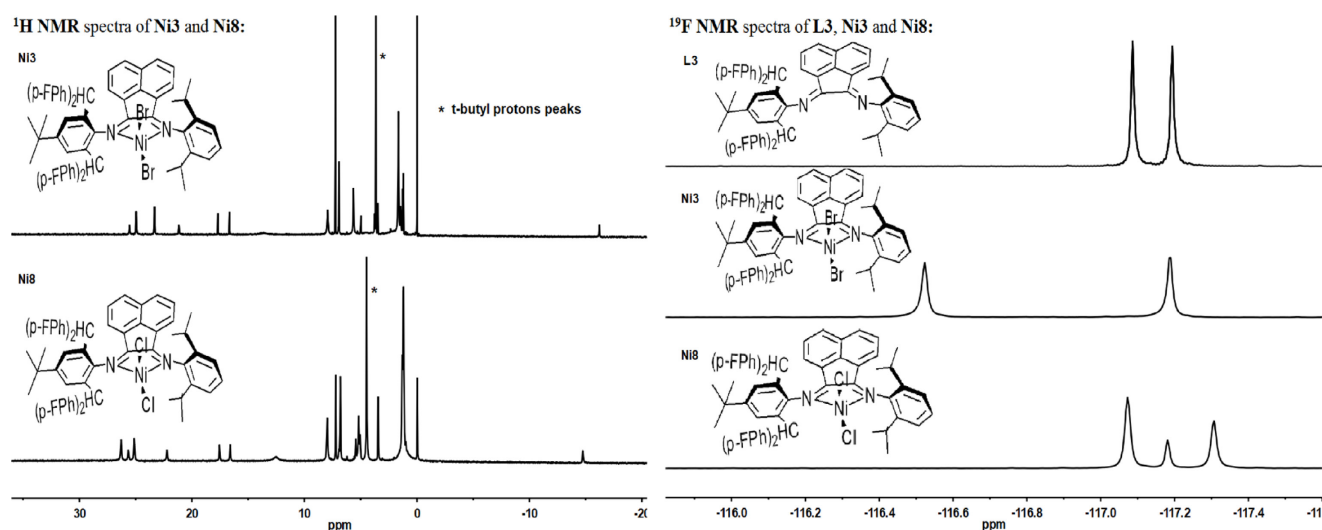 ¹H NMR spectra of Ni3 and Ni8:
Ni3
(p-FPh)₂HC
Br
N
N
Ni
Br
(p-FPh)₂HC
*
* t-butyl protons peaks
Ni8
(p-FPh)₂HC
Cl
N
N
Ni
Cl
(p-FPh)₂HC
*
30 20 10 0 -10 -20
ppm
¹⁹F NMR spectra of L3, Ni3 and Ni8:
L3
(p-FPh)₂HC
N
N
(p-FPh)₂HC
Ni3
(p-FPh)₂HC
Br
N
N
Ni
Br
(p-FPh)₂HC
Ni8
(p-FPh)₂HC
Cl
N
N
Ni
Cl
(p-FPh)₂HC
-116.0 -116.2 -116.4 -116.6 -116.8 -117.0 -117.2 -117.4
ppm